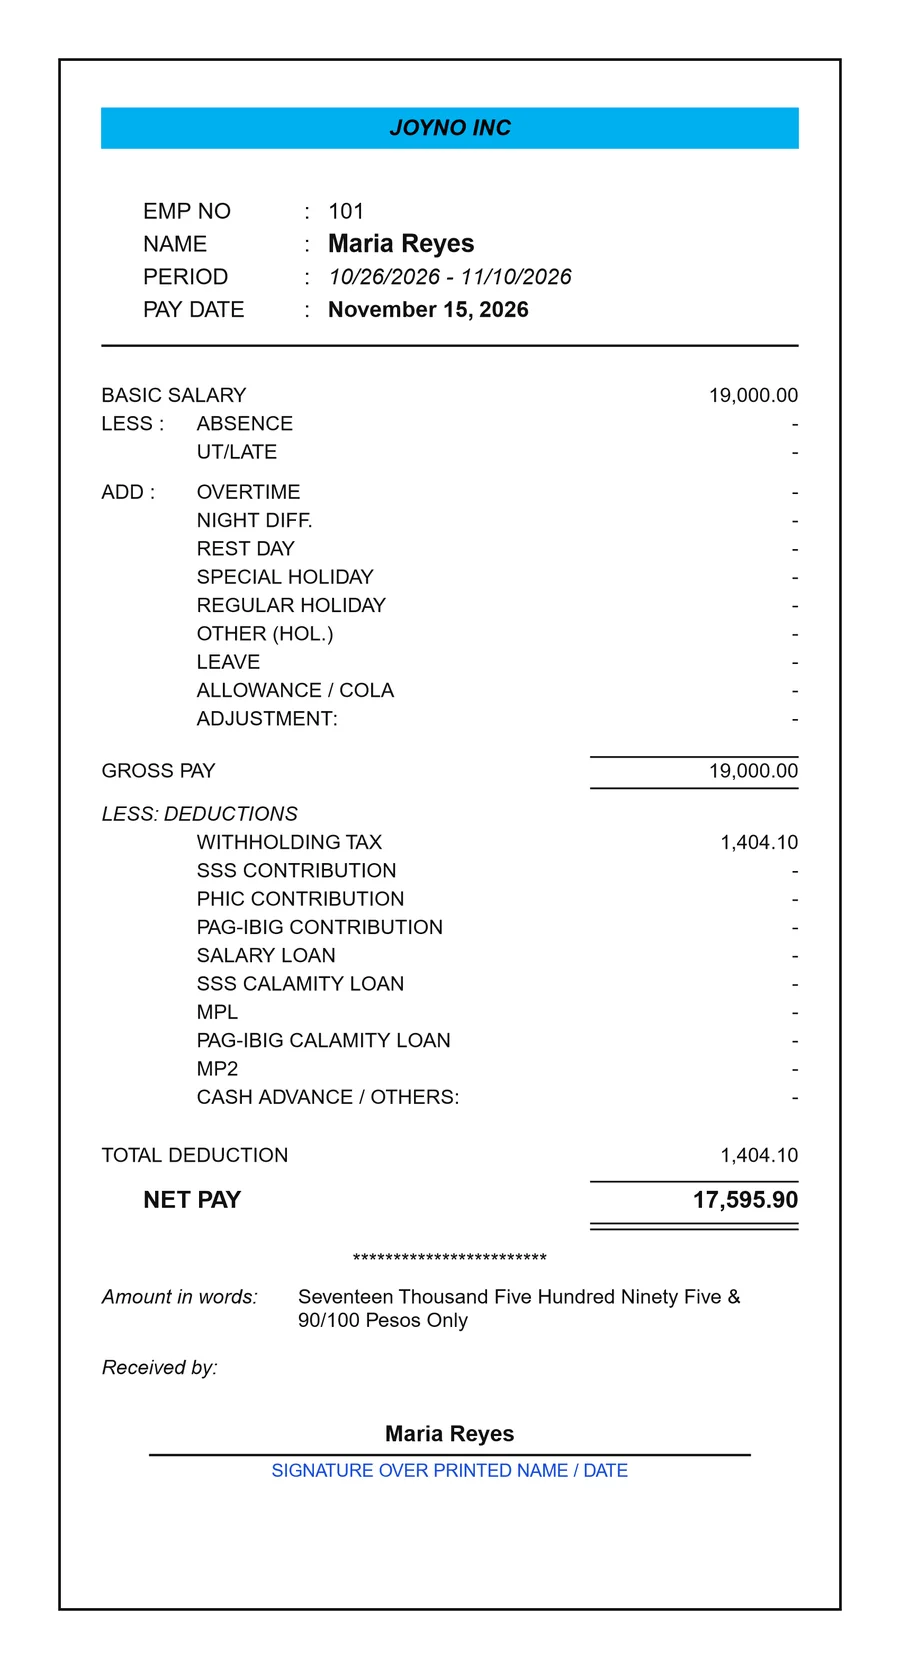 JOYNO INC
EMP NO : 101
NAME : Maria Reyes
PERIOD : 10/26/2026 - 11/10/2026
PAY DATE : November 15, 2026
BASIC SALARY 19,000.00
LESS : ABSENCE -
UT/LATE -
ADD : OVERTIME -
NIGHT DIFF. -
REST DAY -
SPECIAL HOLIDAY -
REGULAR HOLIDAY -
OTHER (HOL.) -
LEAVE -
ALLOWANCE / COLA -
ADJUSTMENT: -
GROSS PAY 19,000.00
LESS: DEDUCTIONS
WITHHOLDING TAX 1,404.10
SSS CONTRIBUTION -
PHIC CONTRIBUTION -
PAG-IBIG CONTRIBUTION -
SALARY LOAN -
SSS CALAMITY LOAN -
MPL -
PAG-IBIG CALAMITY LOAN -
MP2 -
CASH ADVANCE / OTHERS: -
TOTAL DEDUCTION 1,404.10
NET PAY 17,595.90
************************
Amount in words: Seventeen Thousand Five Hundred Ninety Five &
90/100 Pesos Only
Received by:
Maria Reyes
SIGNATURE OVER PRINTED NAME / DATE